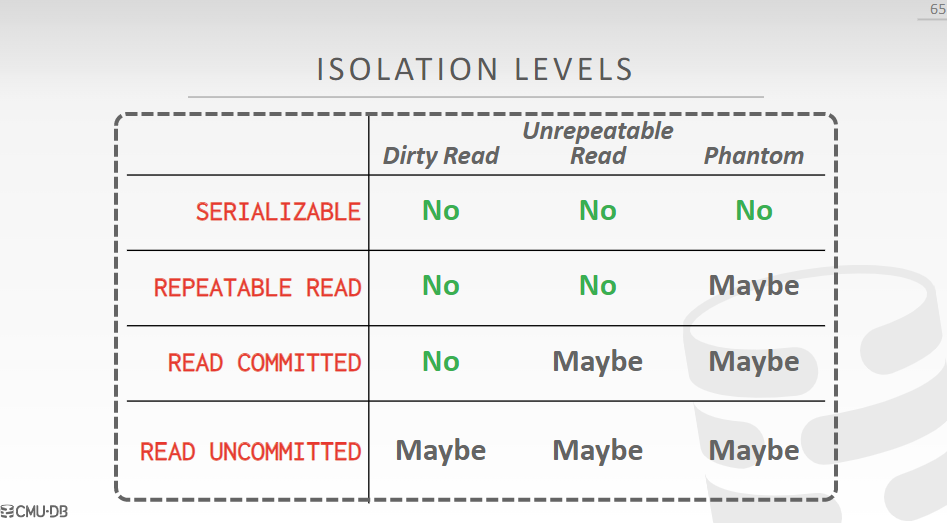 65
ISOLATION LEVELS
Dirty Read Unrepeatable Read Phantom
SERIALIZABLE No No No
REPEATABLE READ No No Maybe
READ COMMITTED No Maybe Maybe
READ UNCOMMITTED Maybe Maybe Maybe
CMU·DB